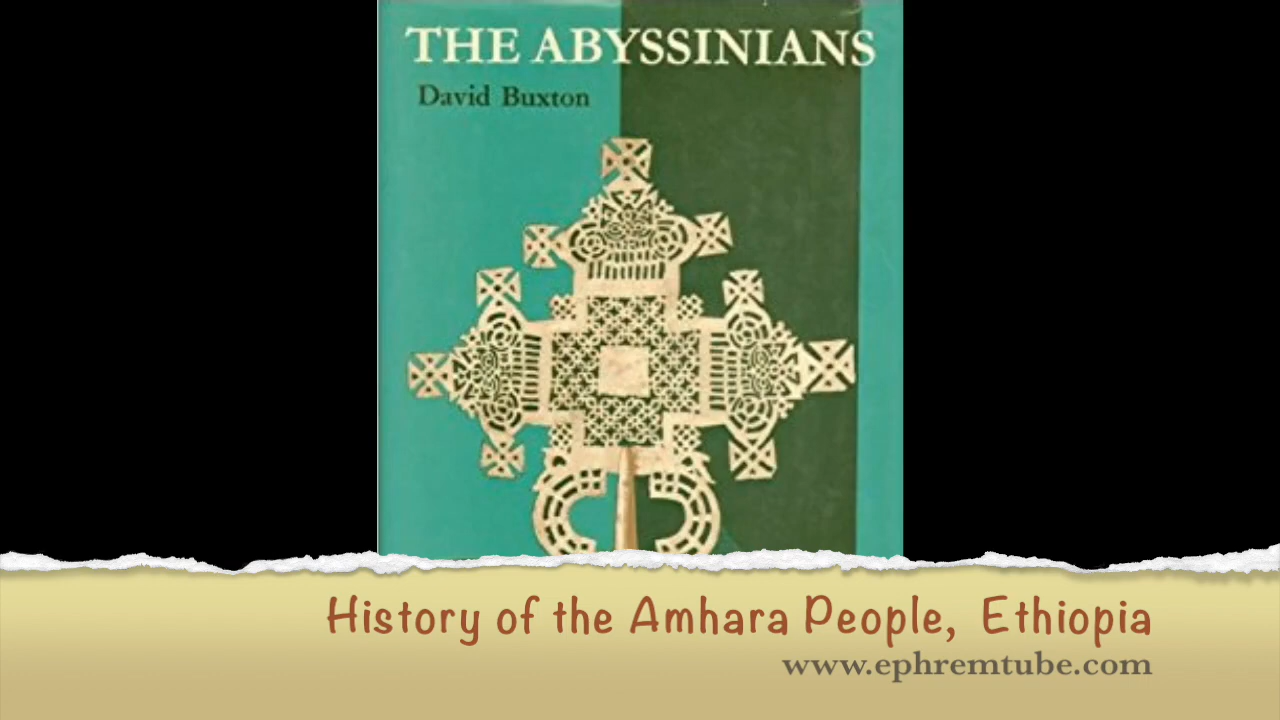 THE ABYSSINIANS
David Buxton
History of the Amhara People, Ethiopia
www.ephremtube.com